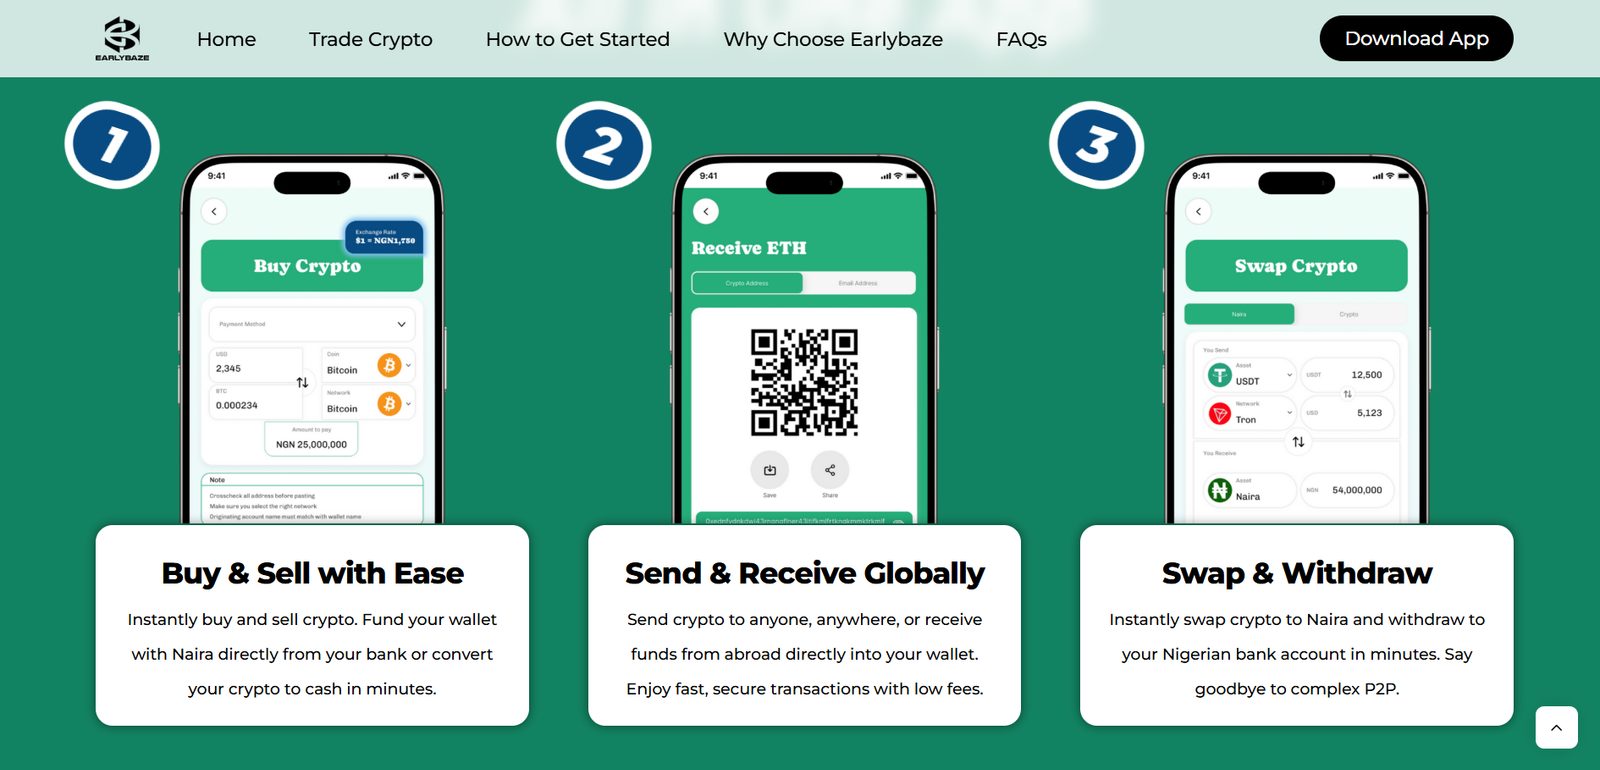 EARLYBAZE
Home
Trade Crypto
How to Get Started
Why Choose Earlybaze
FAQs
Download App
1
9:41
Exchange Rate
$1 = NGN1,750
Buy Crypto
Payment Method
USD
2,345
Coin
Bitcoin
BTC
0.000234
Network
Bitcoin
Amount to pay
NGN 25,000,000
Note
Crosscheck all address before pasting
Make sure you select the right network
Originating account name must match with wallet name
Buy & Sell with Ease
Instantly buy and sell crypto. Fund your wallet
with Naira directly from your bank or convert
your crypto to cash in minutes.
2
9:41
Receive ETH
Crypto Address
Email Address
Save
Share
Send & Receive Globally
Send crypto to anyone, anywhere, or receive
funds from abroad directly into your wallet.
Enjoy fast, secure transactions with low fees.
3
9:41
Swap Crypto
Naira
Crypto
You Send
Asset
USDT
USDT
12,500
Network
Tron
USD
5,123
You Receive
Asset
Naira
NGN
54,000,000
Swap & Withdraw
Instantly swap crypto to Naira and withdraw to
your Nigerian bank account in minutes. Say
goodbye to complex P2P.